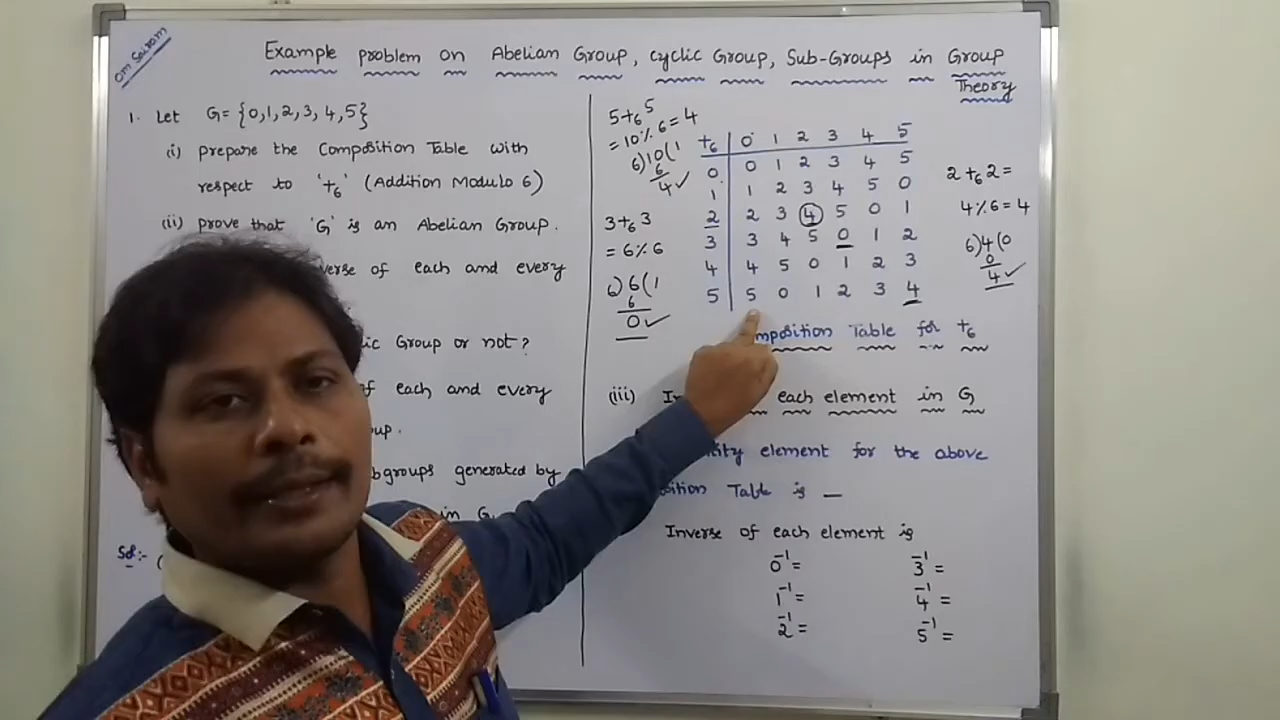 Om Sairam
Example problem on Abelian Group, cyclic Group, Sub-Groups in Group
Theory
1. Let G = {0,1,2,3,4,5}
(i) prepare the Composition Table with
respect to '+6' (Addition Modulo 6)
(ii) prove that 'G' is an Abelian Group.
of each and every
Group or not?
of each and every
generated by
in G.
Sol:- (
5 +6 5
= 10 % 6 = 4
6)10(1
6
4 ✓
3 +6 3
= 6 % 6
6)6(1
6
0 ✓
+6 | 0 1 2 3 4 5
0 | 0 1 2 3 4 5
1 | 1 2 3 4 5 0
2 | 2 3 4 5 0 1
3 | 3 4 5 0 1 2
4 | 4 5 0 1 2 3
5 | 5 0 1 2 3 4
2 +6 2 =
4 % 6 = 4
6)4(0
0
4 ✓
Table for +6
(iii) each element in G
element for the above
Table is _
Inverse of each element is
0⁻¹ = 3⁻¹ =
1⁻¹ = 4⁻¹ =
2⁻¹ = 5⁻¹ =